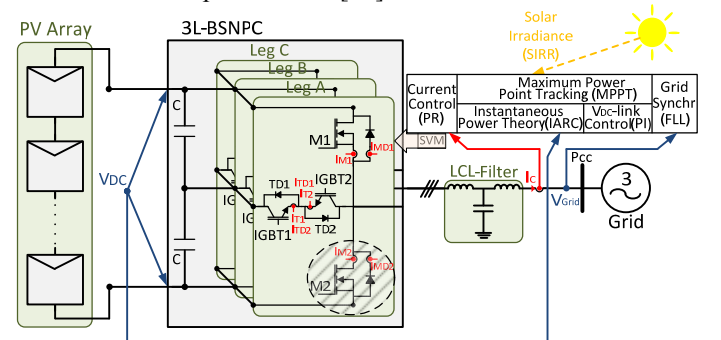 3L-BSNPC
PV Array
Leg C
Leg B
Leg A
Solar
Irradiance
(SIRR)
Current
Control
(PR)
Maximum Power
Point Tracking (MPPT)
Instantaneous
Power Theory(IARC)
VDC-link
Control(PI)
Grid
Synchr
(FLL)
SVM
C
M1
IM1
IMD1
VDC
TD1
ITD1
IT2
IGBT2
IG
IG
IGBT1
IT1
ITD2
TD2
LCL-Filter
IC
PCC
VGrid
3
Grid
C
IM2
IMD2
M2